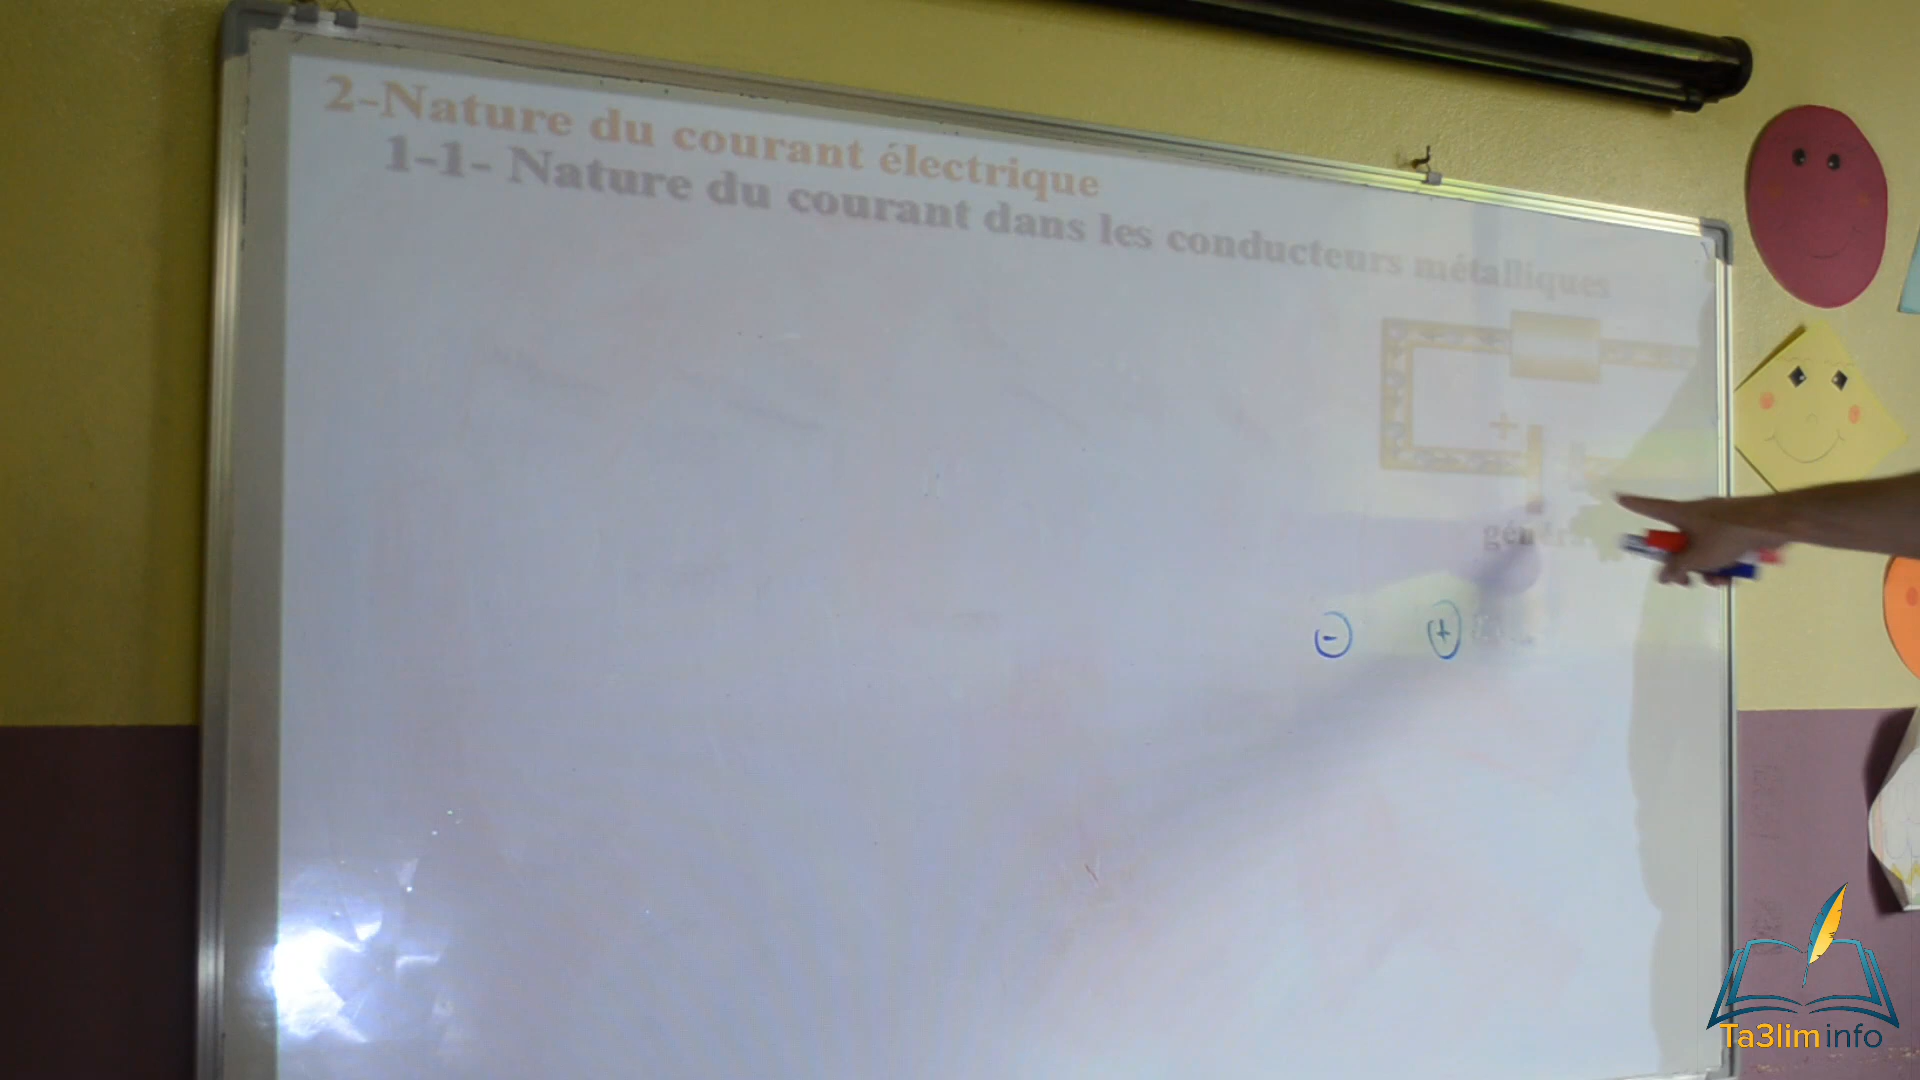 2-Nature du courant électrique
1-1- Nature du courant dans les conducteurs métalliques
+
- +
Ta3lim info